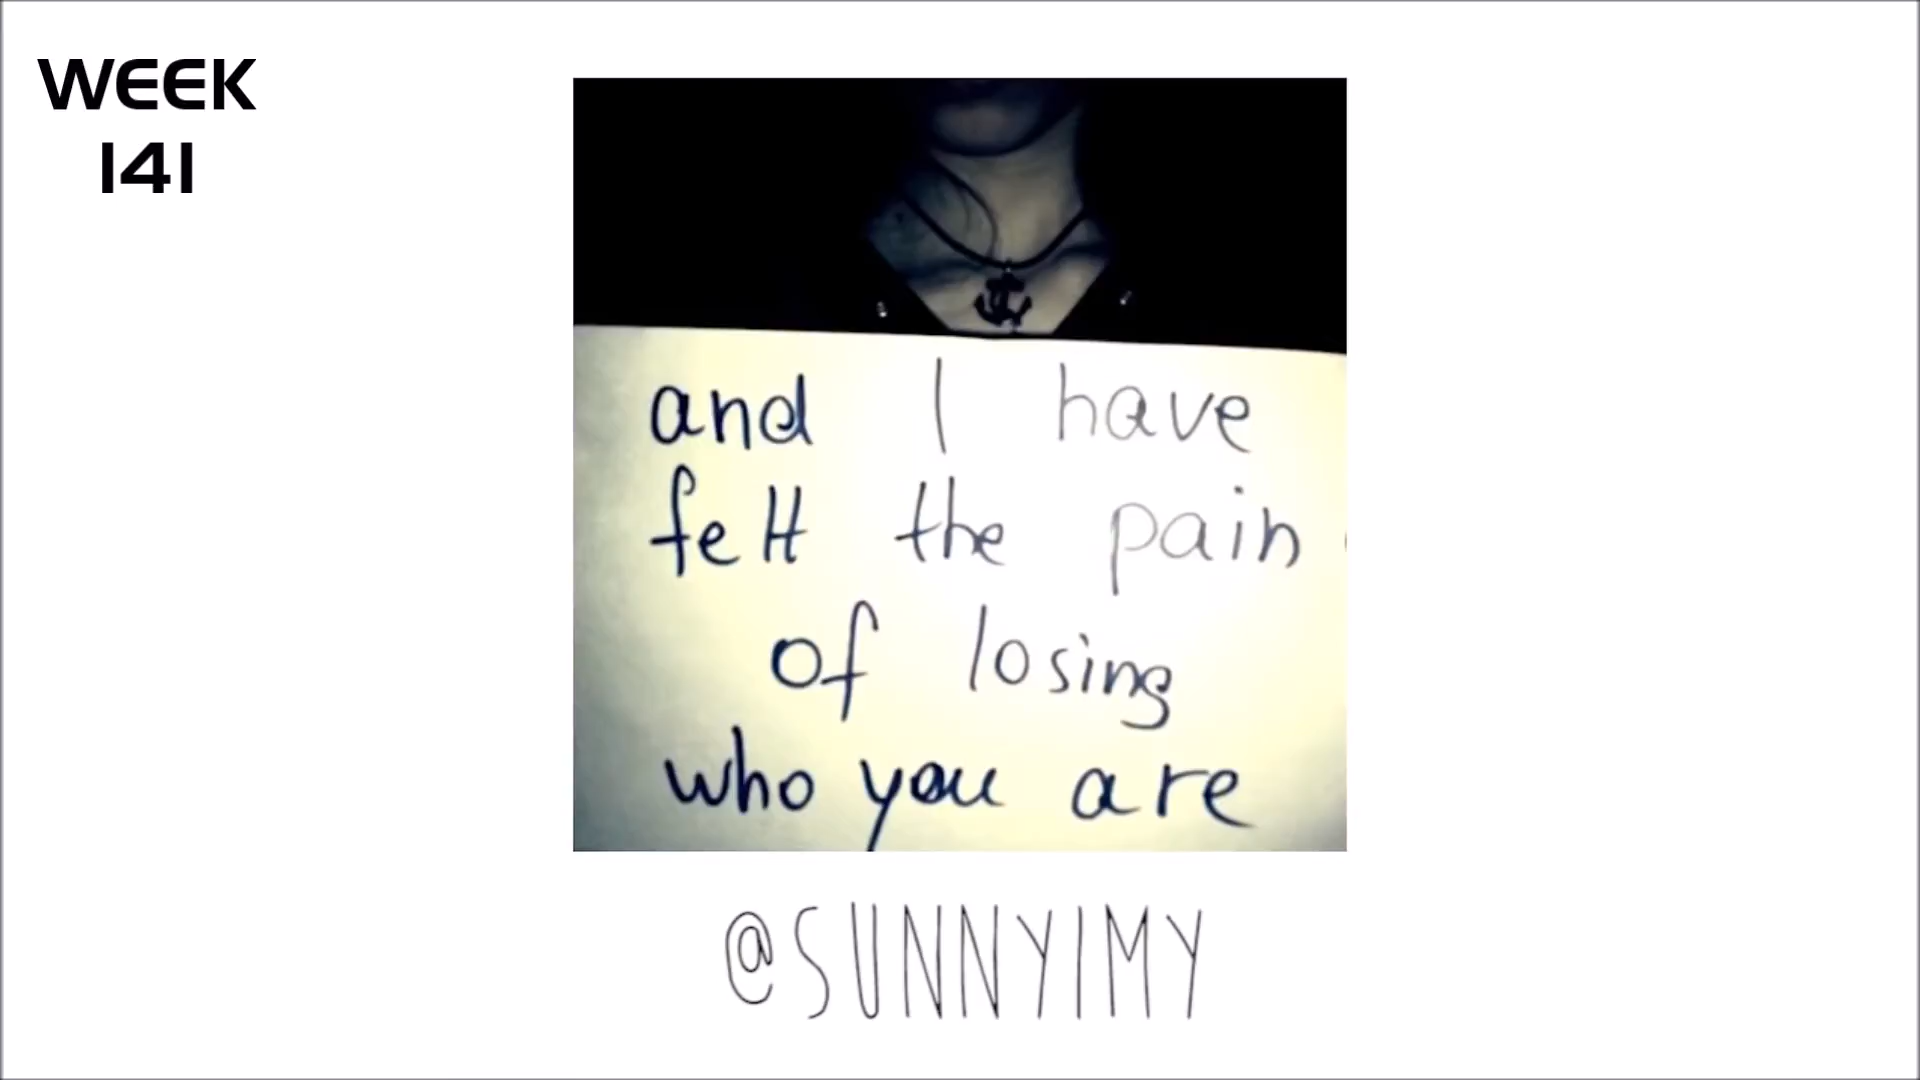 WEEK
141
and I have
felt the pain
of losing
who you are
@SUNNYIMY